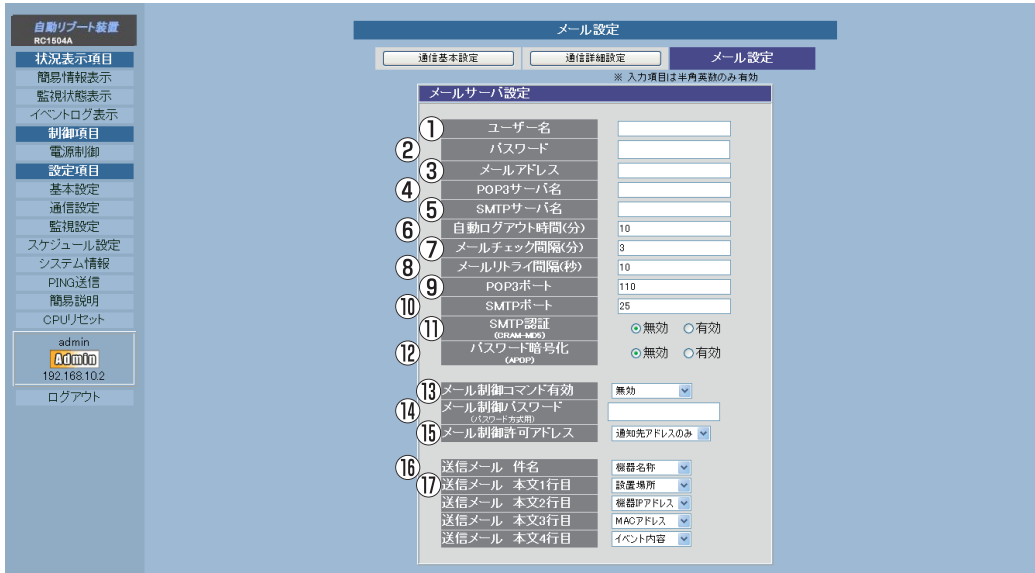 自動リブート装置
RC1504A
状況表示項目
簡易情報表示
監視状態表示
イベントログ表示
制御項目
電源制御
設定項目
基本設定
通信設定
監視設定
スケジュール設定
システム情報
PING送信
簡易説明
CPUリセット
admin
Admin
192.168.10.2
ログアウト
メール設定
通信基本設定 通信詳細設定 メール設定
※ 入力項目は半角英数のみ有効
メールサーバ設定
① ユーザー名
② パスワード
③ メールアドレス
④ POP3サーバ名
⑤ SMTPサーバ名
⑥ 自動ログアウト時間(分) 10
⑦ メールチェック間隔(分) 3
⑧ メールリトライ間隔(秒) 10
⑨ POP3ポート 110
⑩ SMTPポート 25
⑪ SMTP認証 無効 有効
(CRAM-MD5)
⑫ パスワード暗号化 無効 有効
(APOP)
⑬ メール制御コマンド有効 無効
⑭ メール制御パスワード
(パスワード方式用)
⑮ メール制御許可アドレス 通知先アドレスのみ
⑯ 送信メール 件名 機器名称
⑰ 送信メール 本文1行目 設置場所
送信メール 本文2行目 機器IPアドレス
送信メール 本文3行目 MACアドレス
送信メール 本文4行目 イベント内容